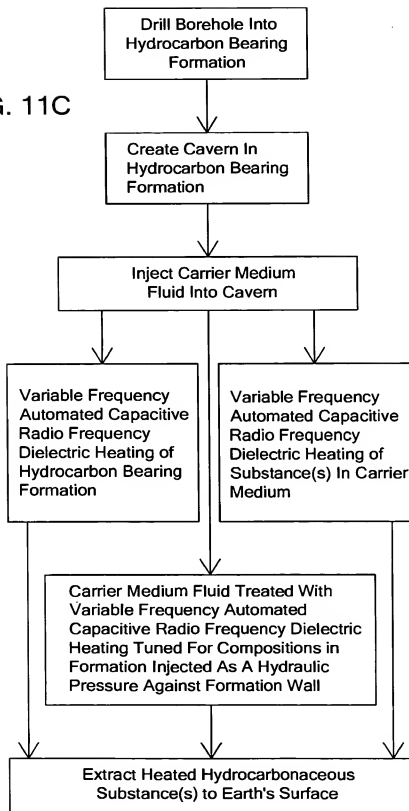 Drill Borehole Into
Hydrocarbon Bearing
Formation
. 11C
Create Cavern In
Hydrocarbon Bearing
Formation
Inject Carrier Medium
Fluid Into Cavern
Variable Frequency
Automated Capacitive
Radio Frequency
Dielectric Heating of
Hydrocarbon Bearing
Formation
Variable Frequency
Automated Capacitive
Radio Frequency
Dielectric Heating of
Substance(s) In Carrier
Medium
Carrier Medium Fluid Treated With
Variable Frequency Automated
Capacitive Radio Frequency Dielectric
Heating Tuned For Compositions in
Formation Injected As A Hydraulic
Pressure Against Formation Wall
Extract Heated Hydrocarbonaceous
Substance(s) to Earth's Surface